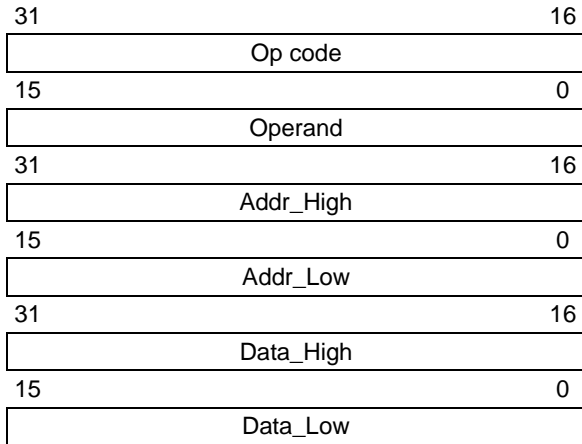 31 16
Op code
15 0
Operand
31 16
Addr_High
15 0
Addr_Low
31 16
Data_High
15 0
Data_Low